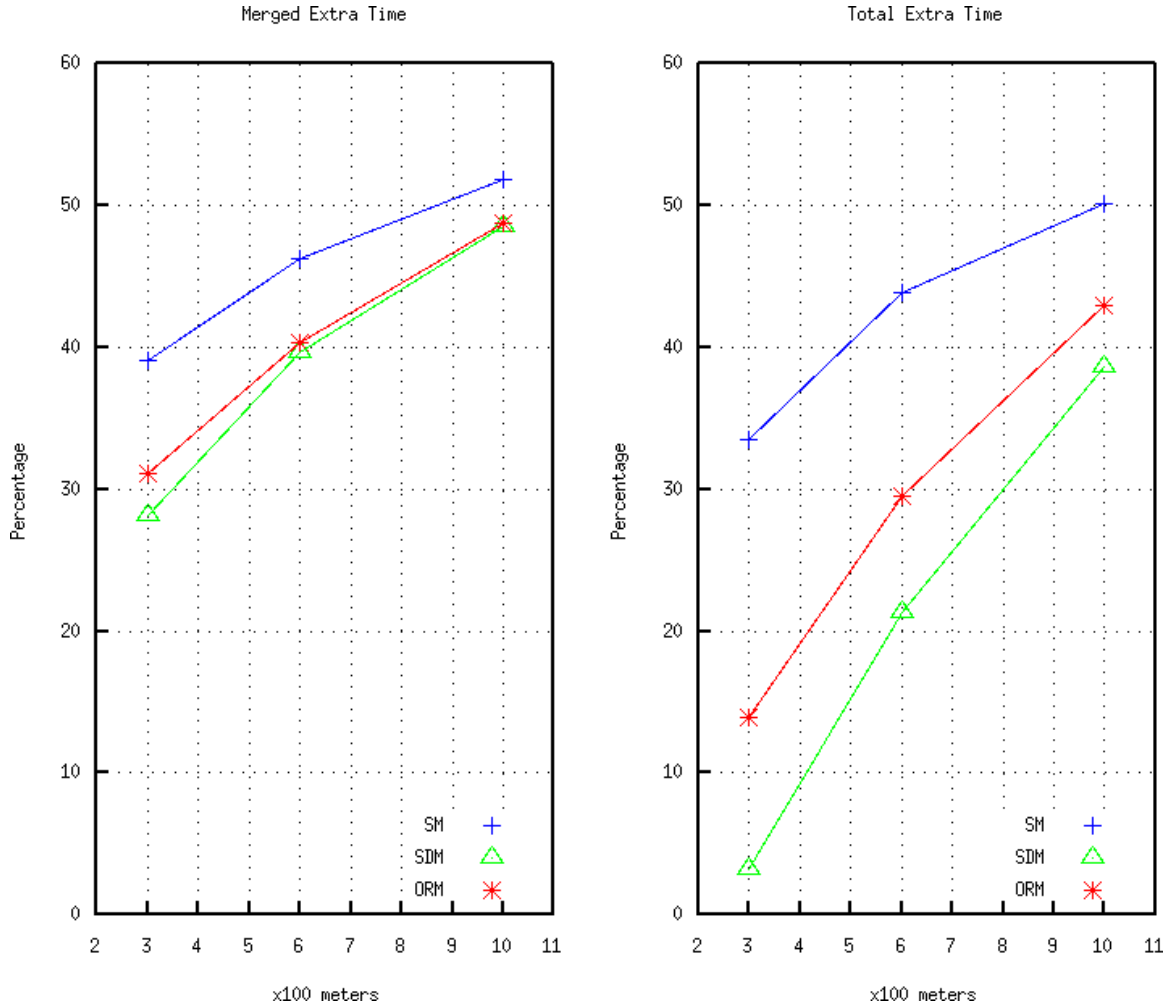 Merged Extra Time
60
50
40
30
20
10
0
Percentage
SM
SDM
ORM
2 3 4 5 6 7 8 9 10 11
x100 meters
Total Extra Time
60
50
40
30
20
10
0
Percentage
SM
SDM
ORM
2 3 4 5 6 7 8 9 10 11
x100 meters